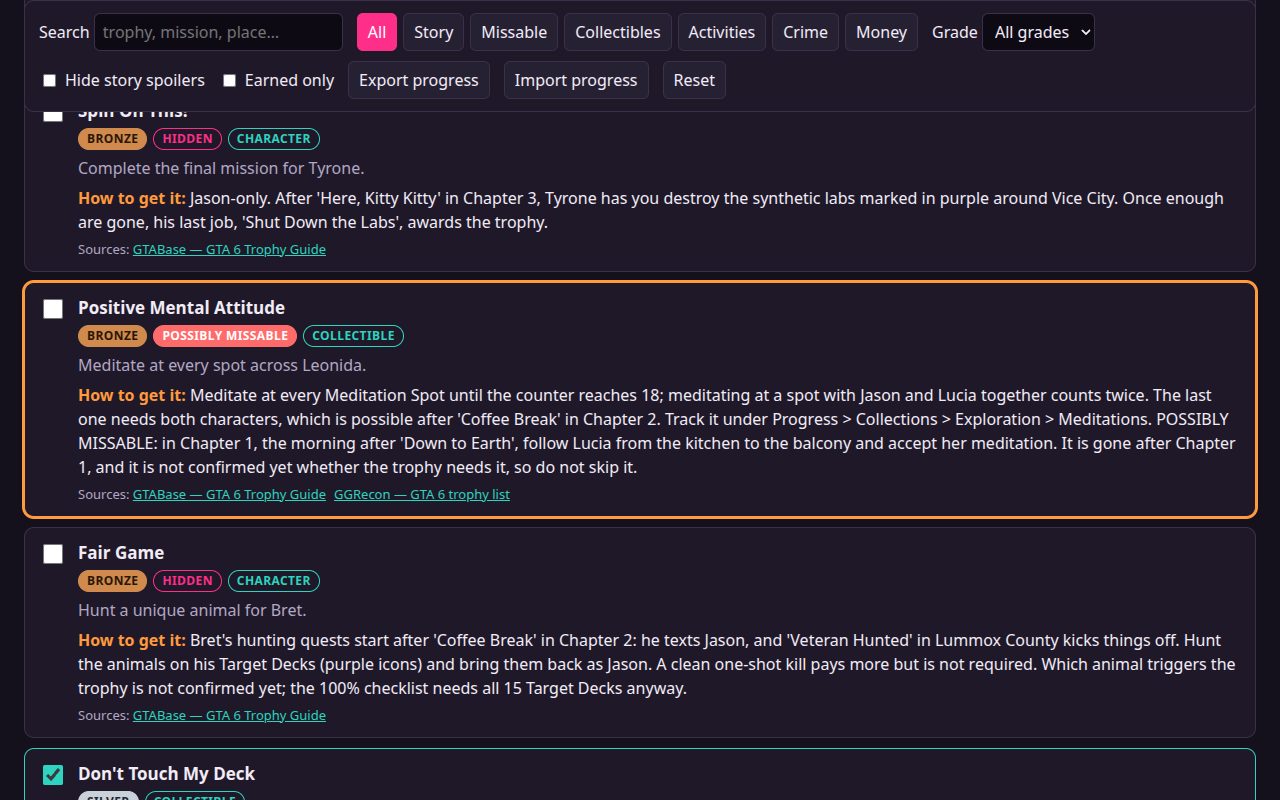 Search trophy, mission, place... All Story Missable Collectibles Activities Crime Money Grade All grades
Hide story spoilers Earned only Export progress Import progress Reset
Spin On This!
BRONZE HIDDEN CHARACTER
Complete the final mission for Tyrone.
How to get it: Jason-only. After 'Here, Kitty Kitty' in Chapter 3, Tyrone has you destroy the synthetic labs marked in purple around Vice City. Once enough
are gone, his last job, 'Shut Down the Labs', awards the trophy.
Sources: GTABase — GTA 6 Trophy Guide
Positive Mental Attitude
BRONZE POSSIBLY MISSABLE COLLECTIBLE
Meditate at every spot across Leonida.
How to get it: Meditate at every Meditation Spot until the counter reaches 18; meditating at a spot with Jason and Lucia together counts twice. The last
one needs both characters, which is possible after 'Coffee Break' in Chapter 2. Track it under Progress > Collections > Exploration > Meditations. POSSIBLY
MISSABLE: in Chapter 1, the morning after 'Down to Earth', follow Lucia from the kitchen to the balcony and accept her meditation. It is gone after Chapter
1, and it is not confirmed yet whether the trophy needs it, so do not skip it.
Sources: GTABase — GTA 6 Trophy Guide GGRecon — GTA 6 trophy list
Fair Game
BRONZE HIDDEN CHARACTER
Hunt a unique animal for Bret.
How to get it: Bret's hunting quests start after 'Coffee Break' in Chapter 2: he texts Jason, and 'Veteran Hunted' in Lummox County kicks things off. Hunt
the animals on his Target Decks (purple icons) and bring them back as Jason. A clean one-shot kill pays more but is not required. Which animal triggers the
trophy is not confirmed yet; the 100% checklist needs all 15 Target Decks anyway.
Sources: GTABase — GTA 6 Trophy Guide
Don't Touch My Deck
SILVER COLLECTIBLE